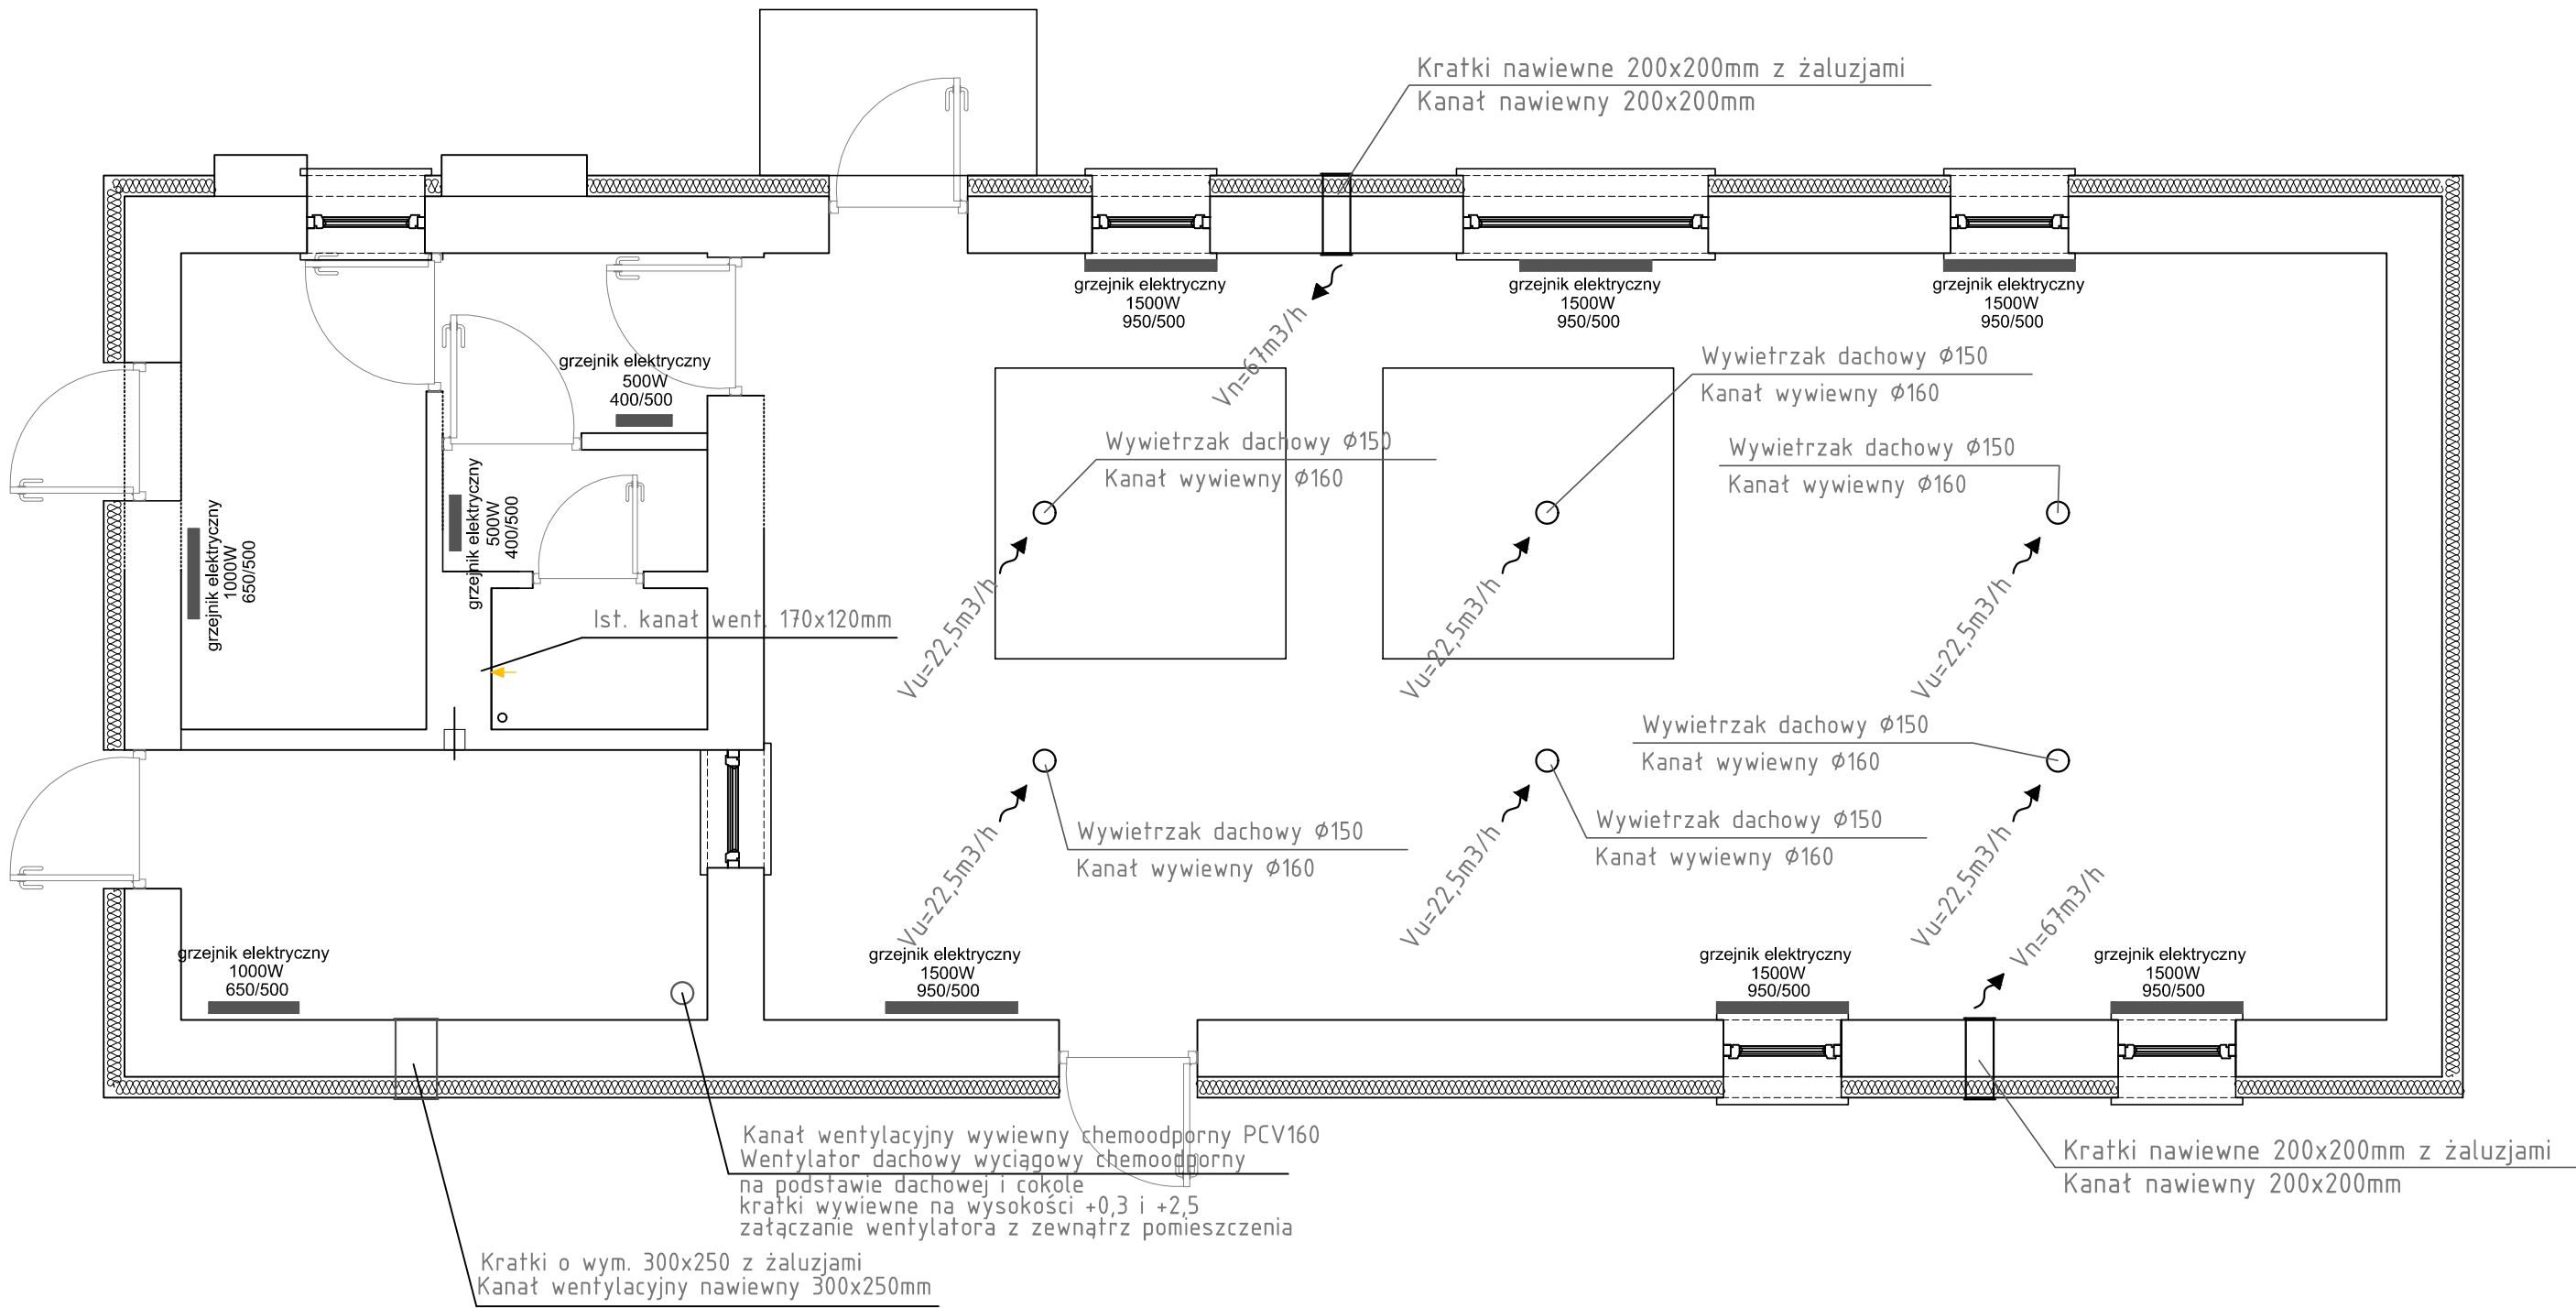 Kratki nawiewne 200x200mm z żaluzjami
Kanał nawiewny 200x200mm
grzejnik elektryczny
1500W
950/500
grzejnik elektryczny
1500W
950/500
grzejnik elektryczny
1500W
950/500
Vn=67m3/h
grzejnik elektryczny
500W
400/500
Wywietrzak dachowy Ø150
Kanał wywiewny Ø160
Wywietrzak dachowy Ø150
Kanał wywiewny Ø160
Wywietrzak dachowy Ø150
Kanał wywiewny Ø160
grzejnik elektryczny
1000W
650/500
grzejnik elektryczny
500W
400/500
Ist. kanał went. 170x120mm
Vu=22,5m3/h
Vu=22,5m3/h
Vu=22,5m3/h
Wywietrzak dachowy Ø150
Kanał wywiewny Ø160
Wywietrzak dachowy Ø150
Kanał wywiewny Ø160
Wywietrzak dachowy Ø150
Kanał wywiewny Ø160
Vu=22,5m3/h
Vu=22,5m3/h
Vu=22,5m3/h
Vn=67m3/h
grzejnik elektryczny
1000W
650/500
grzejnik elektryczny
1500W
950/500
grzejnik elektryczny
1500W
950/500
grzejnik elektryczny
1500W
950/500
Kanał wentylacyjny wywiewny chemoodporny PCV160
Wentylator dachowy wyciągowy chemoodporny
na podstawie dachowej i cokole
kratki wywiewne na wysokości +0,3 i +2,5
załączanie wentylatora z zewnątrz pomieszczenia
Kratki nawiewne 200x200mm z żaluzjami
Kanał nawiewny 200x200mm
Kratki o wym. 300x250 z żaluzjami
Kanał wentylacyjny nawiewny 300x250mm